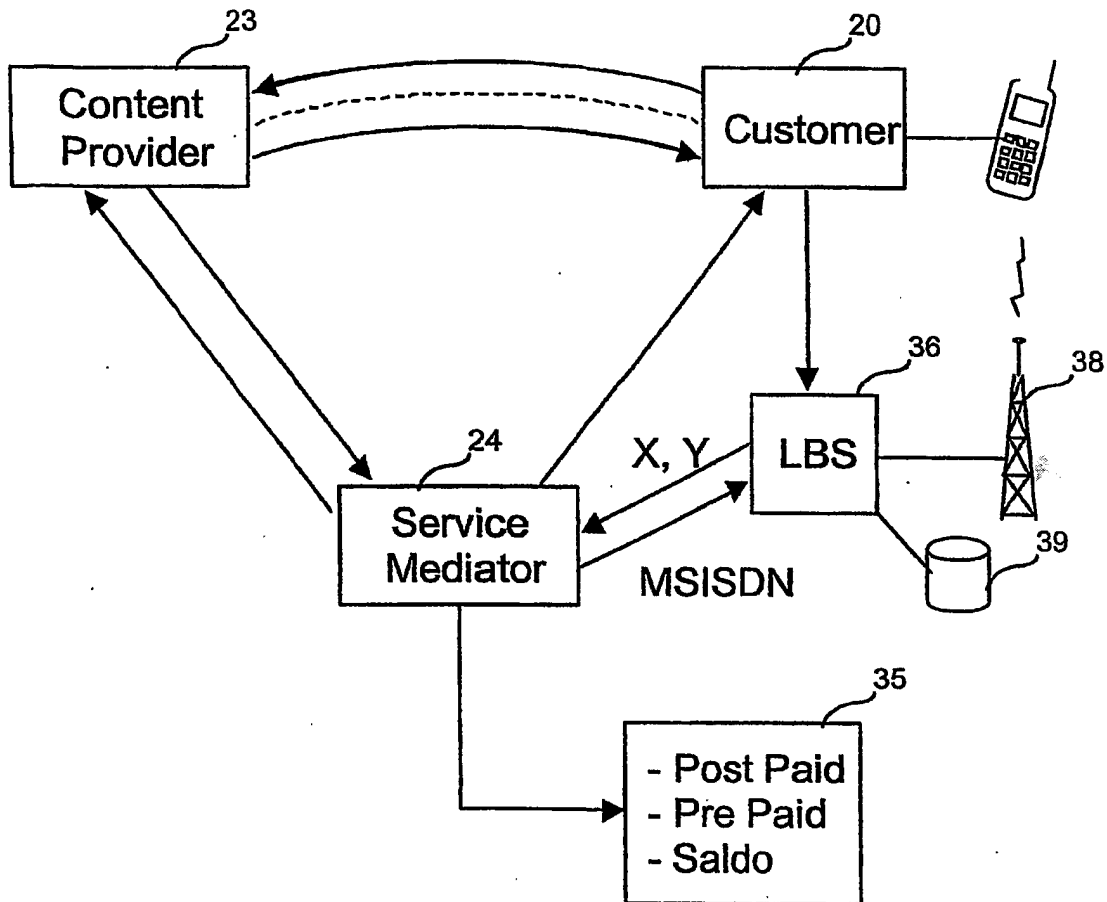 23
20
Content
Provider
Customer
36
38
24
X, Y
LBS
Service
Mediator
39
MSISDN
35
- Post Paid
- Pre Paid
- Saldo